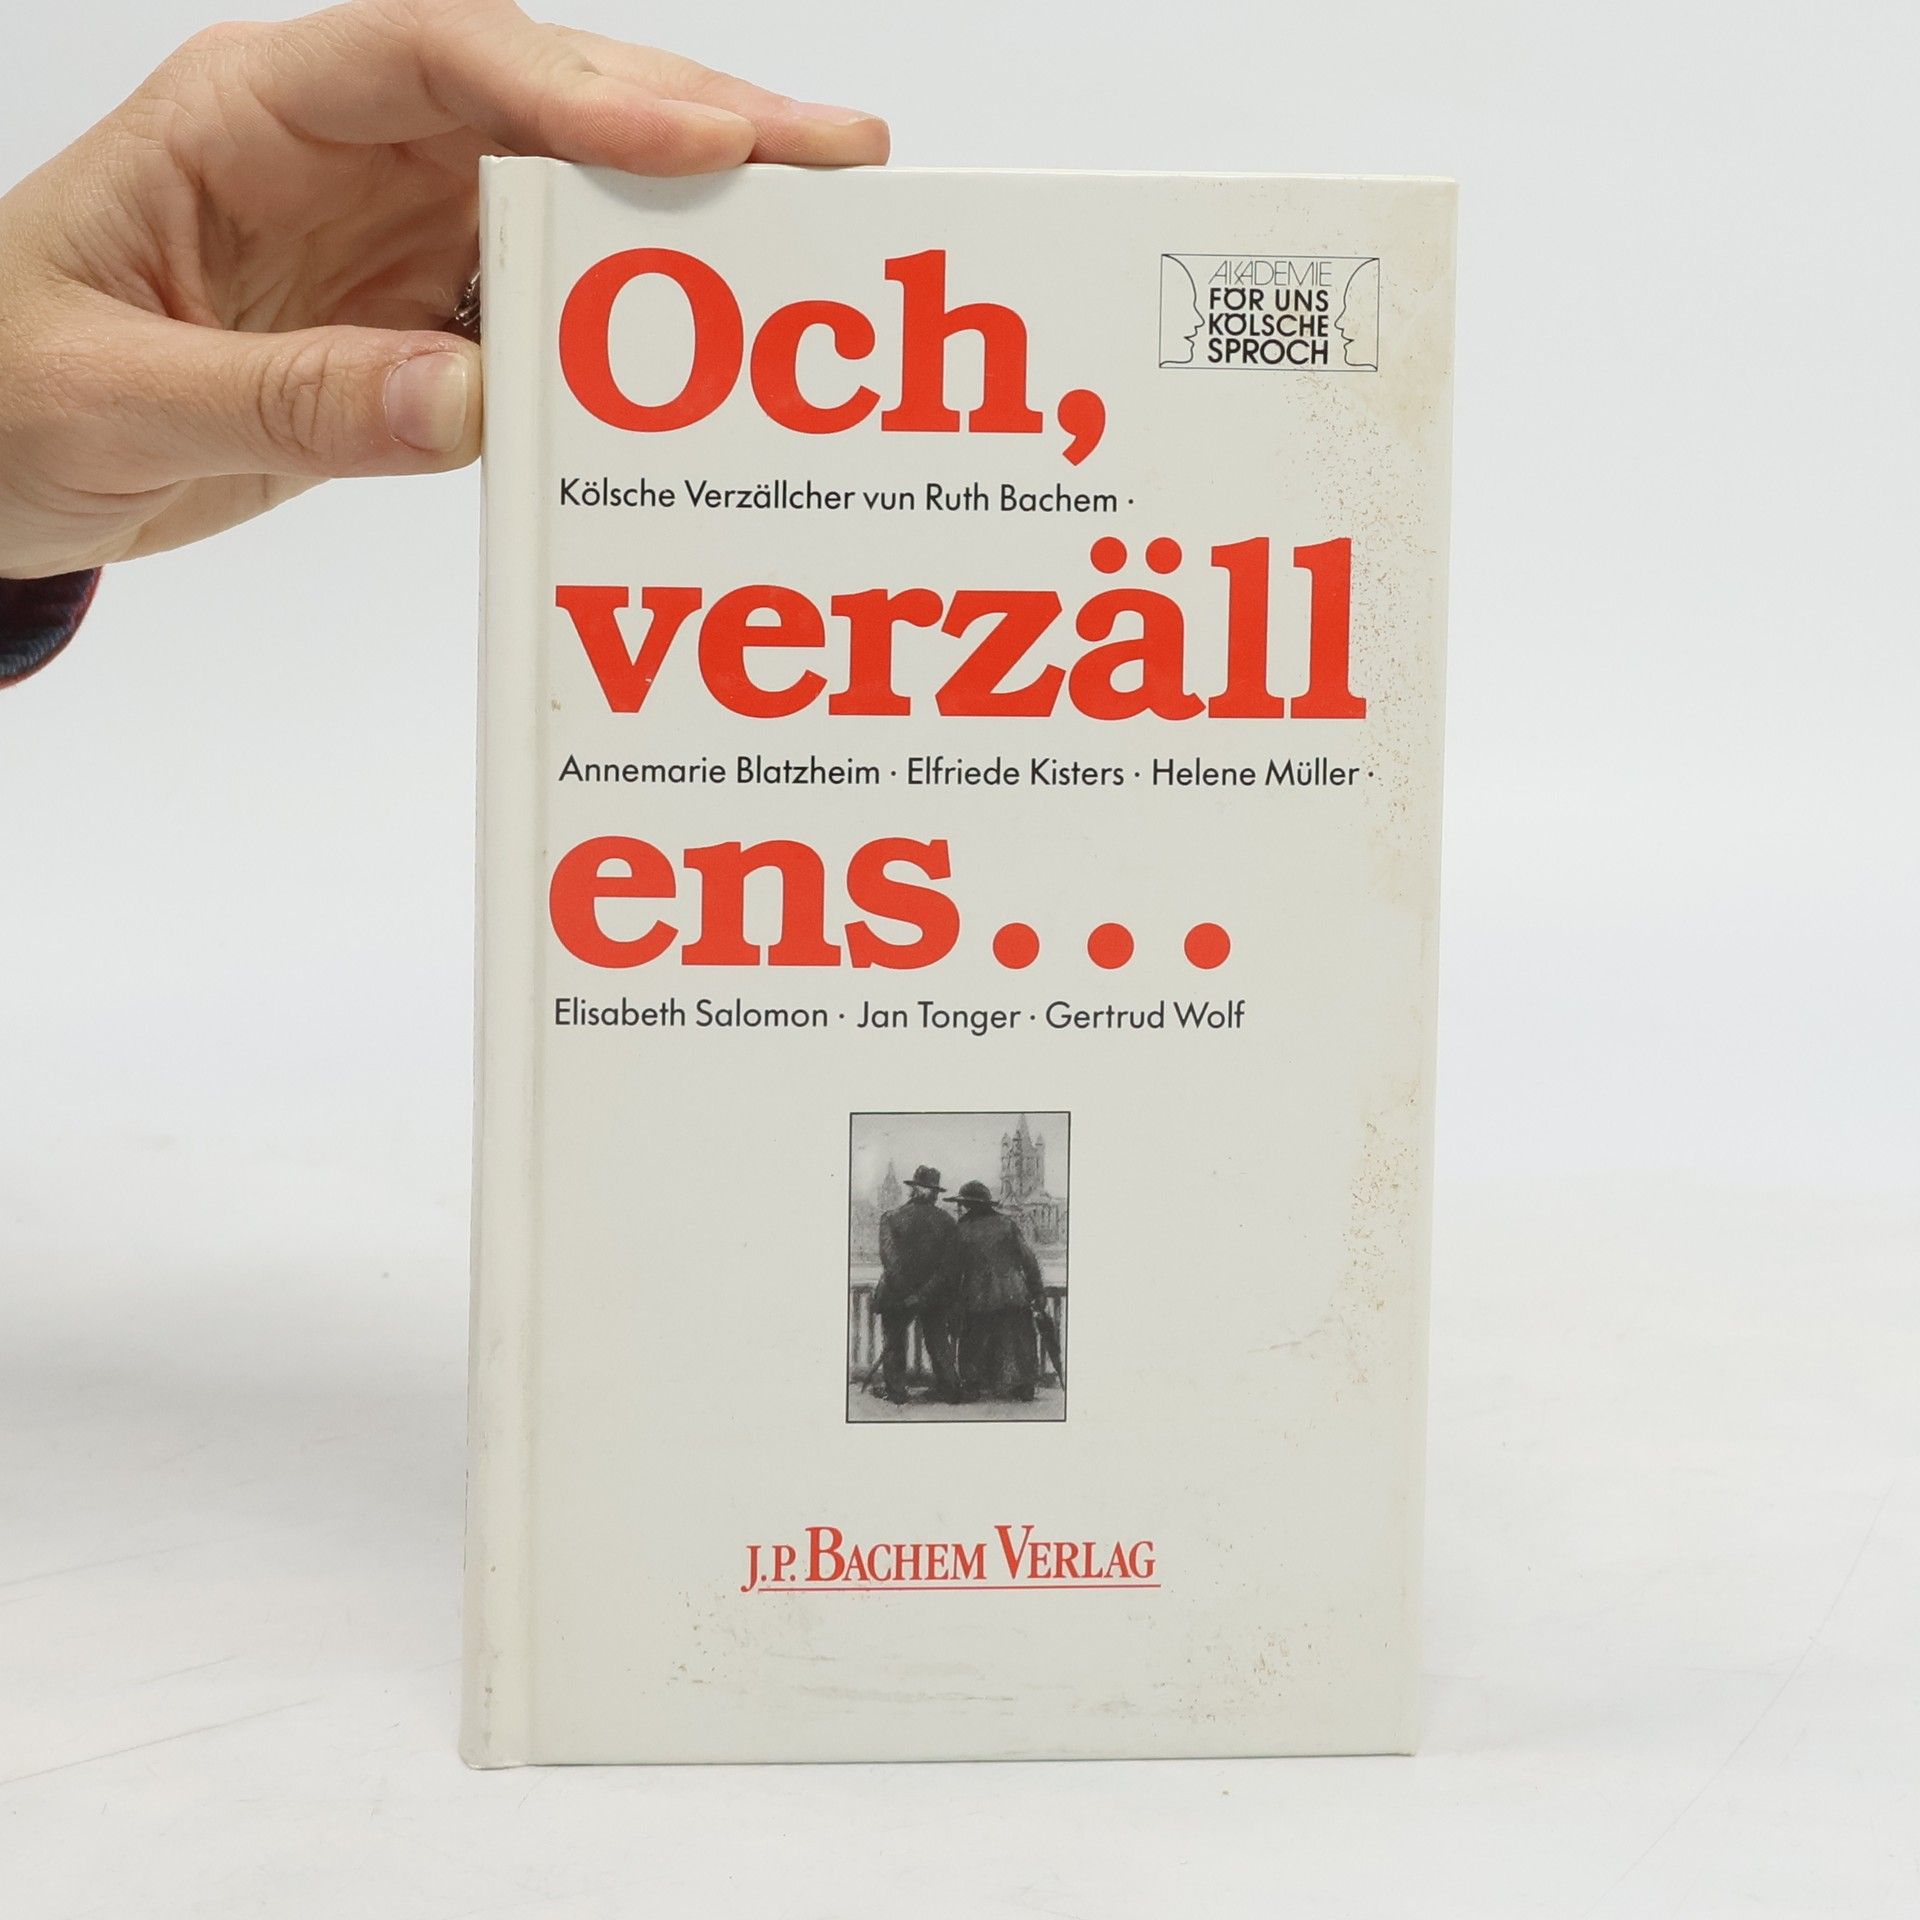 Och,
AKADEMIE
FÖR UNS
KÖLSCHE
SPROCH
Kölsche Verzällcher vun Ruth Bachem ·
verzäll
Annemarie Blatzheim · Elfriede Kisters · Helene Müller ·
ens...
Elisabeth Salomon · Jan Tonger · Gertrud Wolf
J.P. BACHEM VERLAG